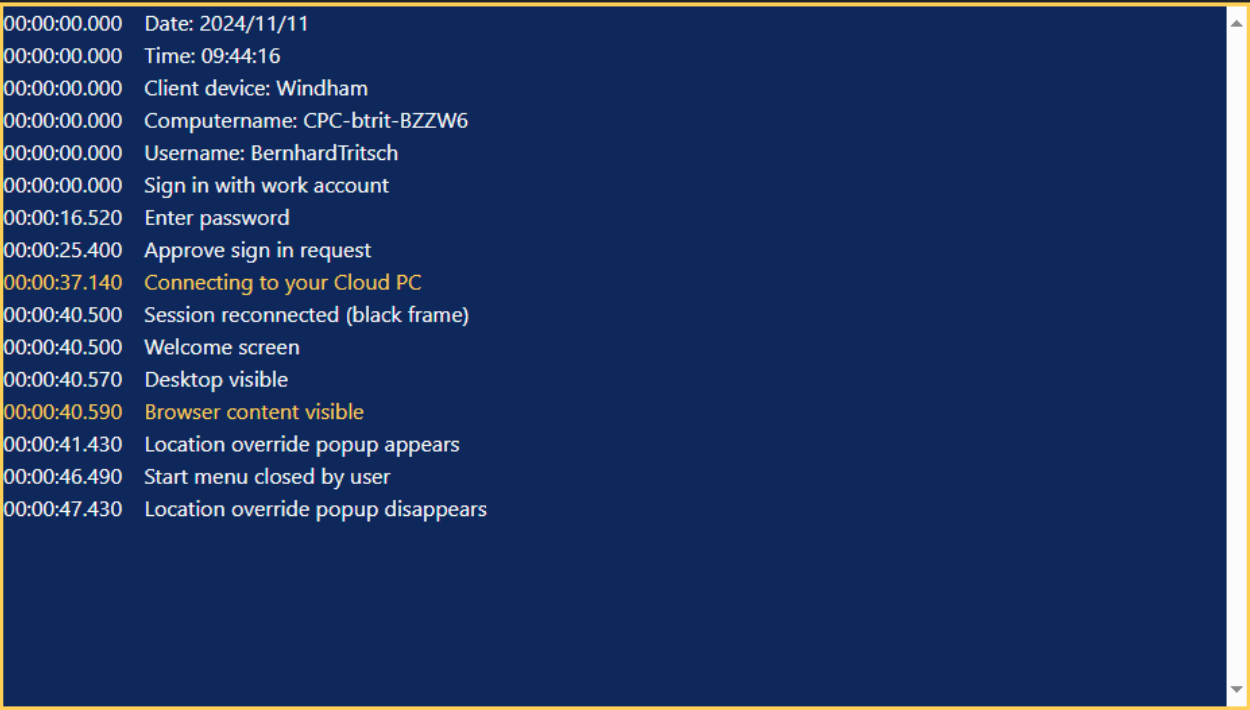 00:00:00.000 Date: 2024/11/11
00:00:00.000 Time: 09:44:16
00:00:00.000 Client device: Windham
00:00:00.000 Computername: CPC-btrit-BZZW6
00:00:00.000 Username: BernhardTritsch
00:00:00.000 Sign in with work account
00:00:16.520 Enter password
00:00:25.400 Approve sign in request
00:00:37.140 Connecting to your Cloud PC
00:00:40.500 Session reconnected (black frame)
00:00:40.500 Welcome screen
00:00:40.570 Desktop visible
00:00:40.590 Browser content visible
00:00:41.430 Location override popup appears
00:00:46.490 Start menu closed by user
00:00:47.430 Location override popup disappears